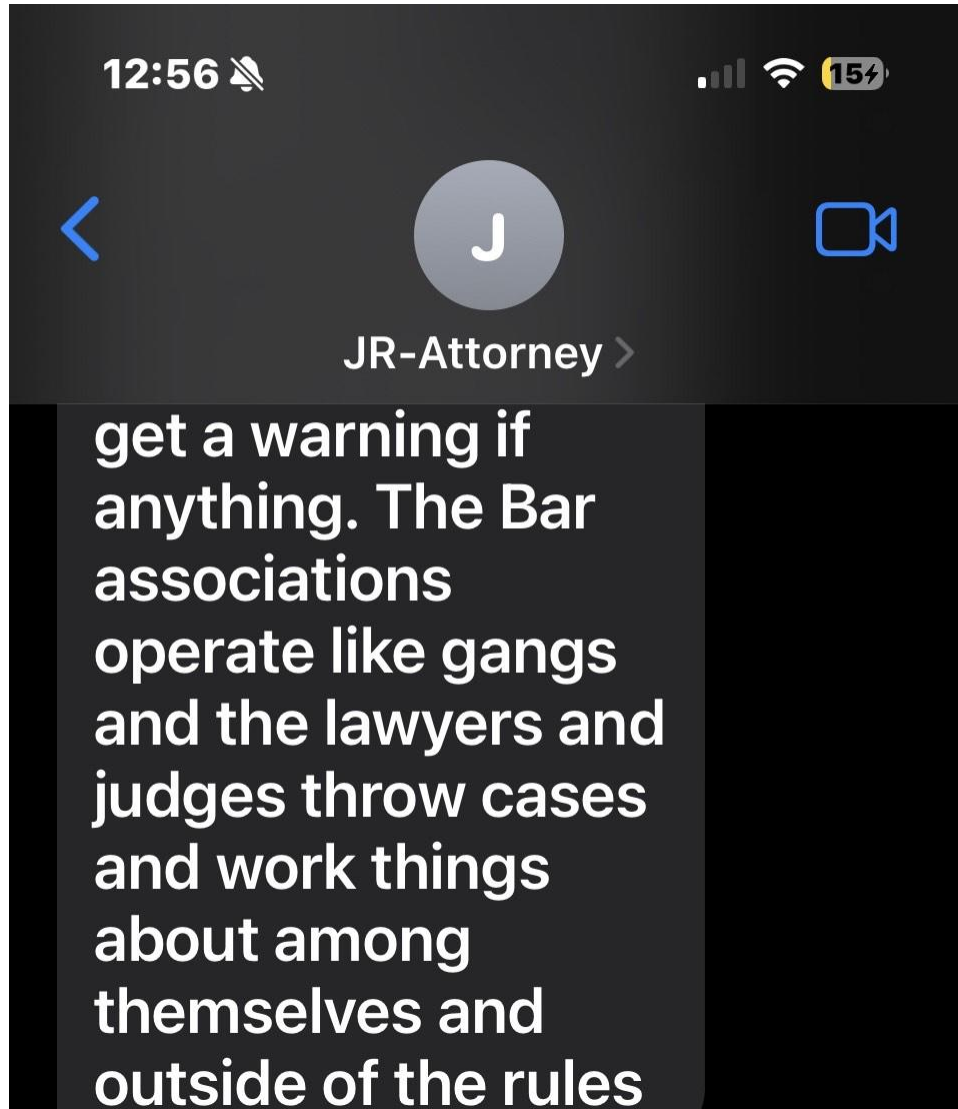 12:56
15
J
JR-Attorney
get a warning if
anything. The Bar
associations
operate like gangs
and the lawyers and
judges throw cases
and work things
about among
themselves and
outside of the rules